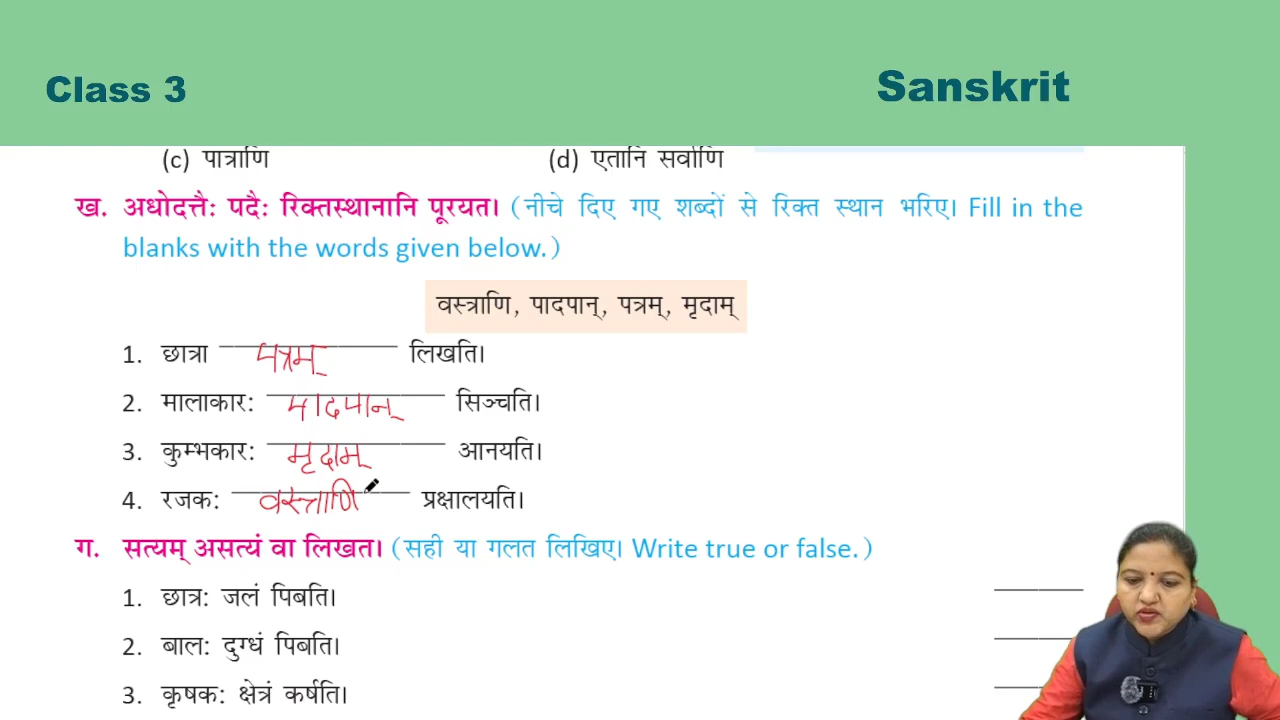 Class 3
Sanskrit
(c) पात्राणि (d) एतानि सर्वाणि
ख. अधोदत्तैः पदैः रिक्तस्थानानि पूरयत। (नीचे दिए गए शब्दों से रिक्त स्थान भरिए। Fill in the
blanks with the words given below.)
वस्त्राणि, पादपान्, पत्रम्, मृदाम्
1. छात्रा पत्रम् लिखति।
2. मालाकारः पादपान् सिञ्चति।
3. कुम्भकारः मृदाम् आनयति।
4. रजकः वस्त्राणि प्रक्षालयति।
ग. सत्यम् असत्यं वा लिखत। (सही या गलत लिखिए। Write true or false.)
1. छात्रः जलं पिबति।
2. बालः दुग्धं पिबति।
3. कृषकः क्षेत्रं कर्षति।